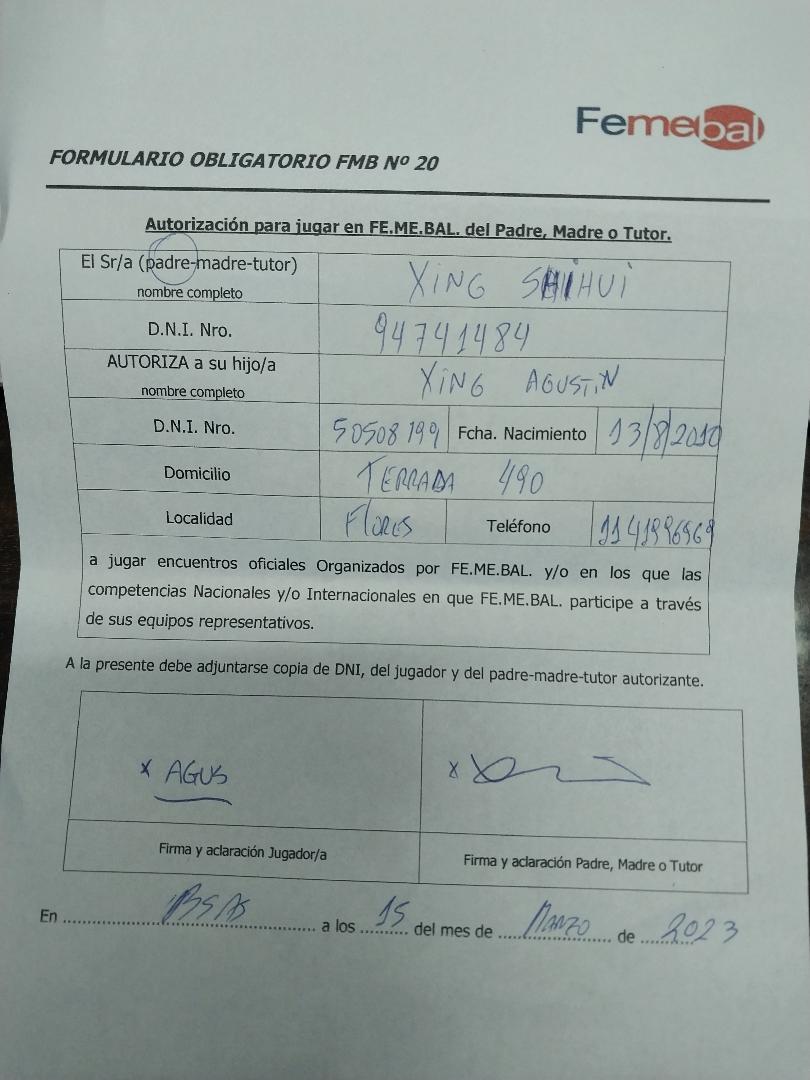 Femebal
FORMULARIO OBLIGATORIO FMB Nº 20
Autorización para jugar en FE.ME.BAL. del Padre, Madre o Tutor.
El Sr/a (padre-madre-tutor)
nombre completo
XING SHIHUI
D.N.I. Nro.
94741484
AUTORIZA a su hijo/a
nombre completo
XING AGUSTIN
D.N.I. Nro.
50508199
Fcha. Nacimiento
13/8/2010
Domicilio
TERRADA 490
Localidad
FLORES
Teléfono
a jugar encuentros oficiales Organizados por FE.ME.BAL. y/o en los que las
competencias Nacionales y/o Internacionales en que FE.ME.BAL. participe a través
de sus equipos representativos.
A la presente debe adjuntarse copia de DNI, del jugador y del padre-madre-tutor autorizante.
x AGUS
x
Firma y aclaración Jugador/a
Firma y aclaración Padre, Madre o Tutor
En BS AS a los 15 del mes de MARZO de 2023